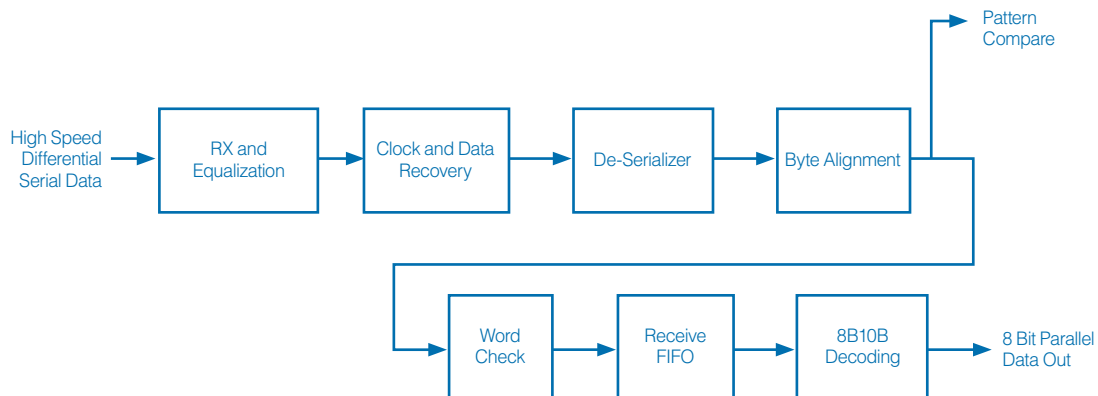 Pattern
Compare
High Speed
Differential
Serial Data
RX and
Equalization
Clock and Data
Recovery
De-Serializer
Byte Alignment
Word
Check
Receive
FIFO
8B10B
Decoding
8 Bit Parallel
Data Out